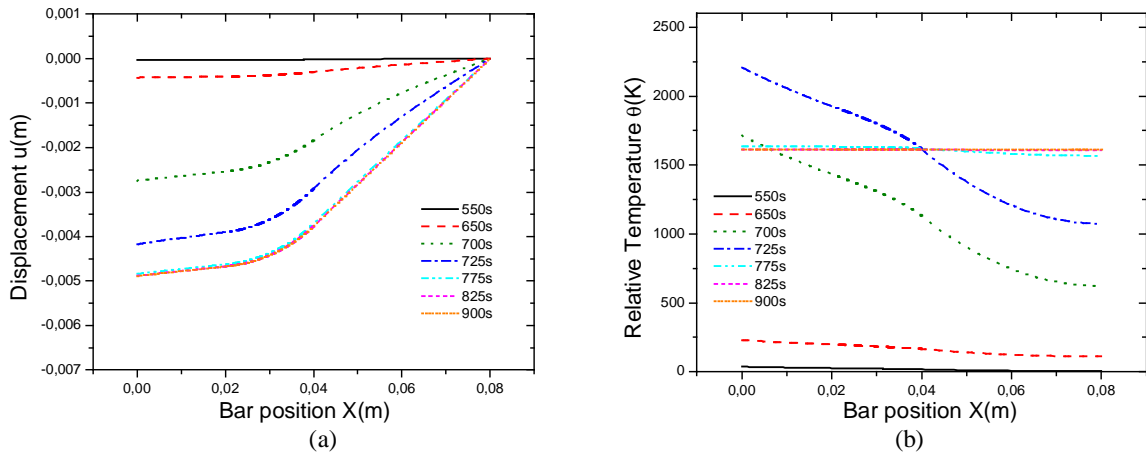 0,001
0,000
-0,001
-0,002
-0,003
-0,004
-0,005
-0,006
-0,007
Displacement u(m)
550s
650s
700s
725s
775s
825s
900s
0,00 0,02 0,04 0,06 0,08
Bar position X(m)
(a)
2500
2000
1500
1000
500
0
Relative Temperature θ(K)
550s
650s
700s
725s
775s
825s
900s
0,00 0,02 0,04 0,06 0,08
Bar position X(m)
(b)